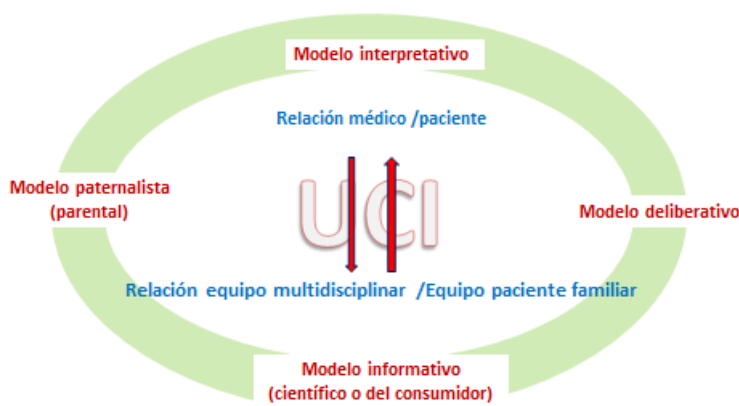 Modelo interpretativo
Relación médico /paciente
Modelo paternalista
(parental)
UCI
Modelo deliberativo
Relación equipo multidisciplinar /Equipo paciente familiar
Modelo informativo
(científico o del consumidor)